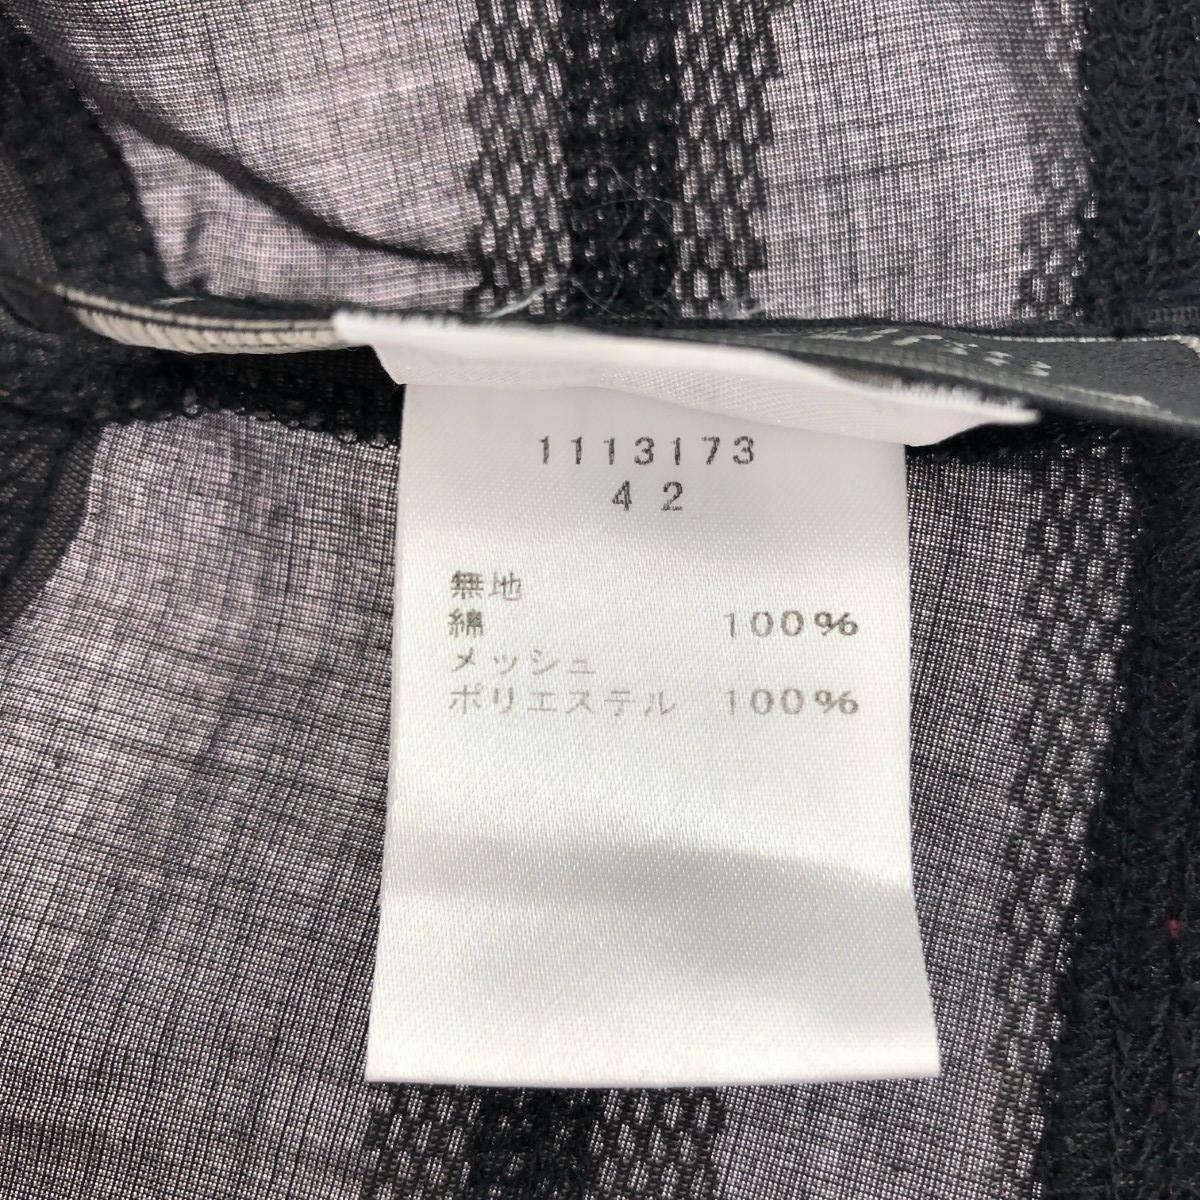 1113173
42
無地
綿 100%
メッシュ
ポリエステル 100%